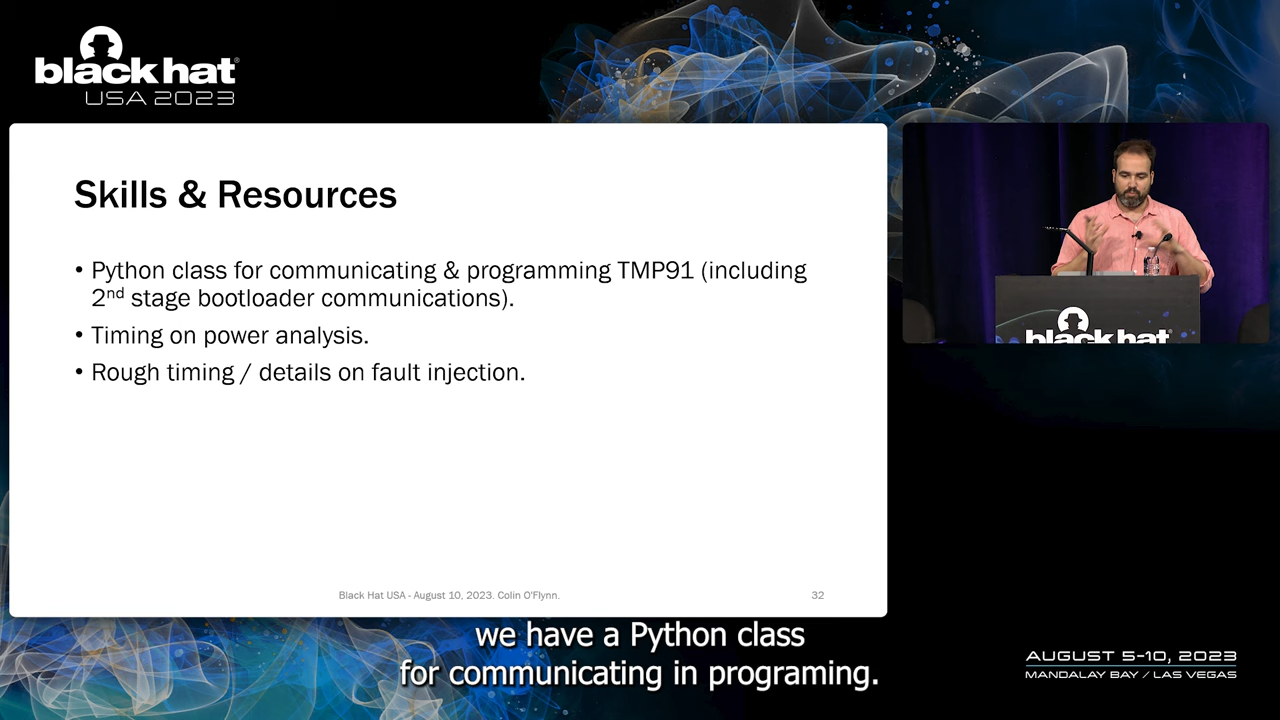 black hat®
USA 2023
Skills & Resources
• Python class for communicating & programming TMP91 (including
2nd stage bootloader communications).
• Timing on power analysis.
• Rough timing / details on fault injection.
Black Hat USA - August 10, 2023. Colin O'Flynn.
32
black hat
we have a Python class
for communicating in programing.
AUGUST 5-10, 2023
MANDALAY BAY / LAS VEGAS